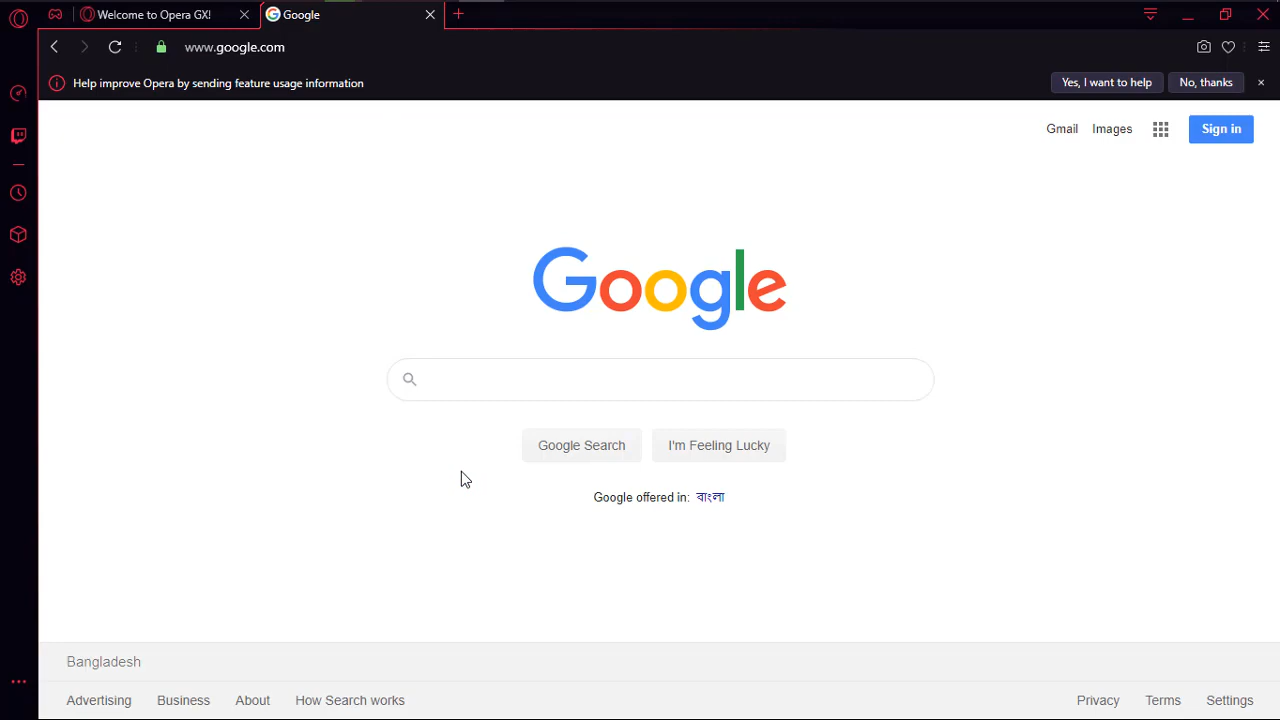 Welcome to Opera GX!
Google
www.google.com
Help improve Opera by sending feature usage information
Yes, I want to help
No, thanks
Gmail
Images
Sign in
Google
Google Search
I'm Feeling Lucky
Google offered in: বাংলা
Bangladesh
Advertising
Business
About
How Search works
Privacy
Terms
Settings